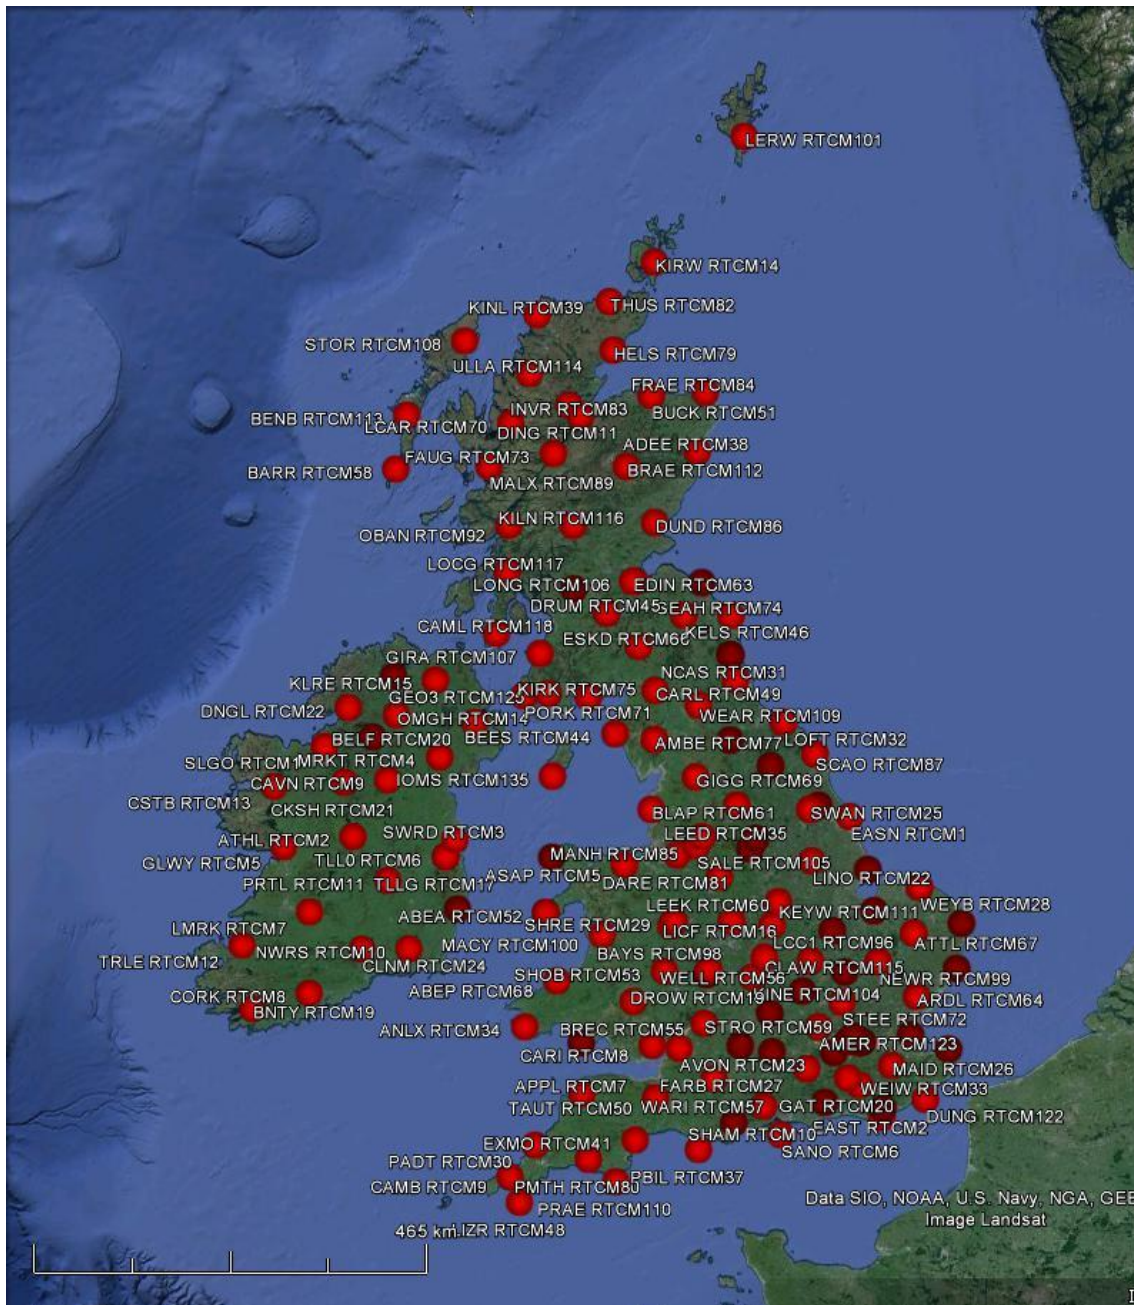 LERW RTCM101
KIRW RTCM14
KINL RTCM39
THUS RTCM82
STOR RTCM108
HELS RTCM79
ULLA RTCM114
FRAE RTCM84
INVR RTCM83
BUCK RTCM51
BENB RTCM113
LCAR RTCM70
DING RTCM11
ADEE RTCM38
FAUG RTCM73
BARR RTCM58
BRAE RTCM112
MALX RTCM89
KILN RTCM116
DUND RTCM86
OBAN RTCM92
LOCG RTCM117
LONG RTCM106
EDIN RTCM63
DRUM RTCM45
SEAH RTCM74
CAML RTCM118
KELS RTCM46
ESKD RTCM66
GIRA RTCM107
NCAS RTCM31
KLRE RTCM15
GEO3 RTCM125
KIRK RTCM75
CARL RTCM49
DNGL RTCM22
OMGH RTCM14
PORK RTCM71
WEAR RTCM109
BELF RTCM20
BEES RTCM44
AMBE RTCM77
LOFT RTCM32
SLGO RTCM1
MRKT RTCM4
SCAO RTCM87
CAVN RTCM9
IOMS RTCM135
GIGG RTCM69
CSTB RTCM13
CKSH RTCM21
BLAP RTCM61
SWAN RTCM25
ATHL RTCM2
SWRD RTCM3
LEED RTCM35
EASN RTCM1
GLWY RTCM5
TLL0 RTCM6
MANH RTCM85
SALE RTCM105
PRTL RTCM11
TLLG RTCM17
ASAP RTCM5
DARE RTCM81
LINO RTCM22
ABEA RTCM52
LEEK RTCM60
KEYW RTCM111
WEYB RTCM28
LMRK RTCM7
SHRE RTCM29
LICF RTCM16
NWRS RTCM10
MACY RTCM100
LCC1 RTCM96
ATTL RTCM67
TRLE RTCM12
CLNM RTCM24
BAYS RTCM98
CLAW RTCM115
SHOB RTCM53
WELL RTCM56
NEWR RTCM99
CORK RTCM8
ABEP RTCM68
DROW RTCM19
KINE RTCM104
ARDL RTCM64
BNTY RTCM19
STEE RTCM72
ANLX RTCM34
BREC RTCM55
STRO RTCM59
AMER RTCM123
CARI RTCM8
AVON RTCM23
MAID RTCM26
APPL RTCM7
FARB RTCM27
WEIW RTCM33
TAUT RTCM50
WARI RTCM57
GAT RTCM20
DUNG RTCM122
EAST RTCM2
SHAM RTCM10
EXMO RTCM41
SANO RTCM6
PADT RTCM30
PBIL RTCM37
CAMB RTCM9
PMTH RTCM80
Data SIO, NOAA, U.S. Navy, NGA, GEB
PRAE RTCM110
Image Landsat
465 km
LIZR RTCM48